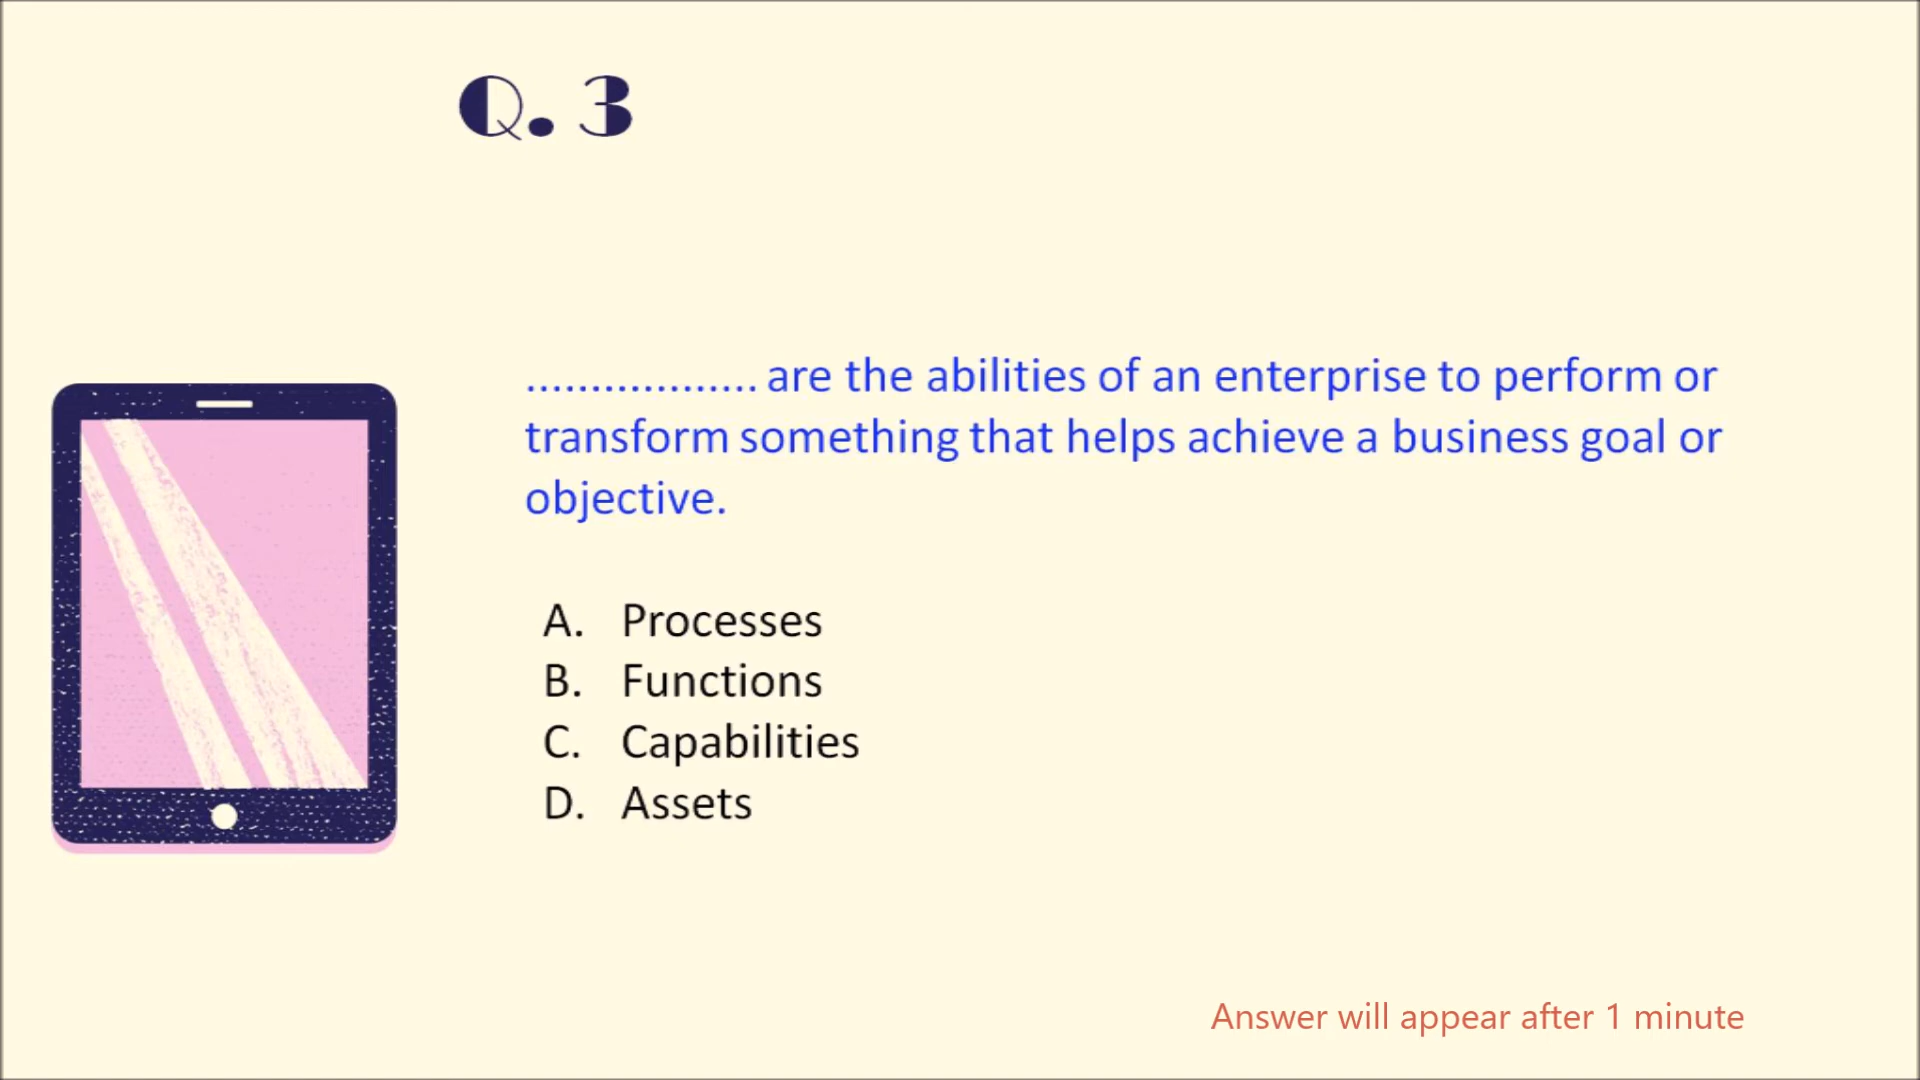 Q. 3
.................. are the abilities of an enterprise to perform or
transform something that helps achieve a business goal or
objective.
A. Processes
B. Functions
C. Capabilities
D. Assets
Answer will appear after 1 minute